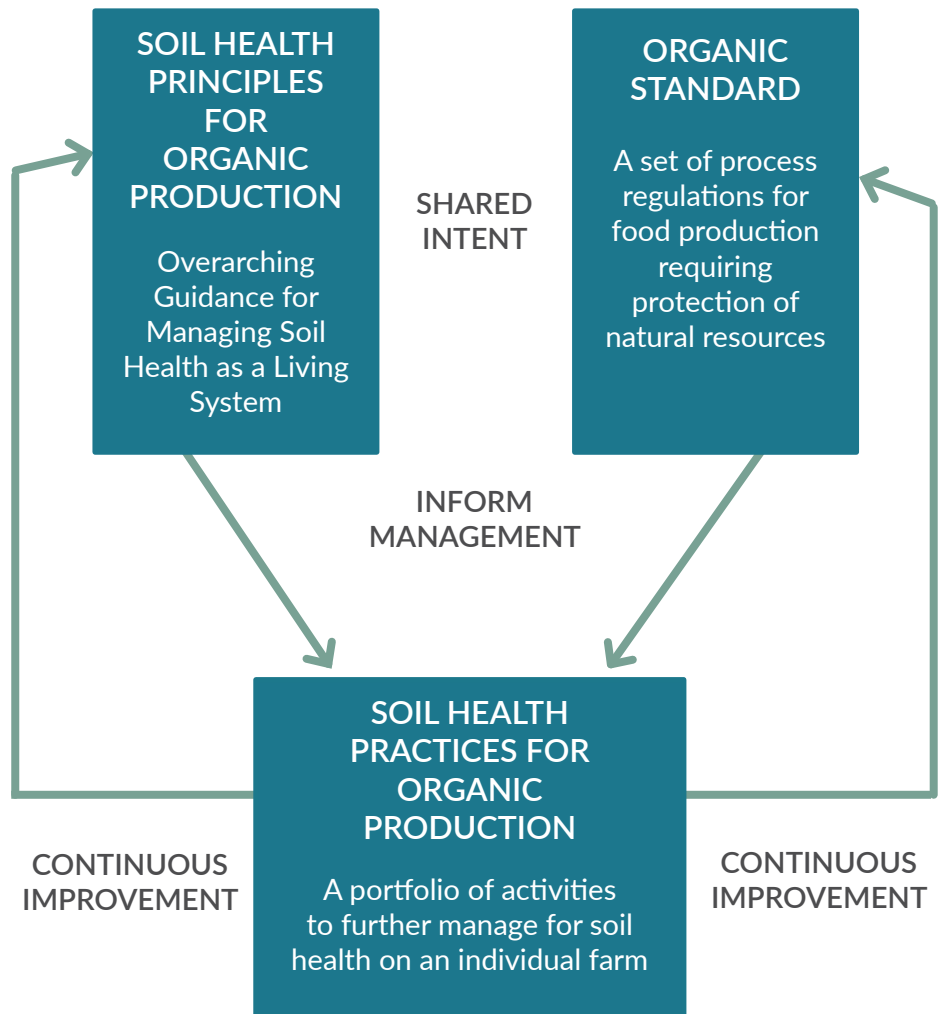 SOIL HEALTH
PRINCIPLES
FOR
ORGANIC
PRODUCTION
Overarching
Guidance for
Managing Soil
Health as a Living
System
SHARED
INTENT
ORGANIC
STANDARD
A set of process
regulations for
food production
requiring
protection of
natural resources
INFORM
MANAGEMENT
SOIL HEALTH
PRACTICES FOR
ORGANIC
PRODUCTION
A portfolio of activities
to further manage for soil
health on an individual farm
CONTINUOUS
IMPROVEMENT
CONTINUOUS
IMPROVEMENT